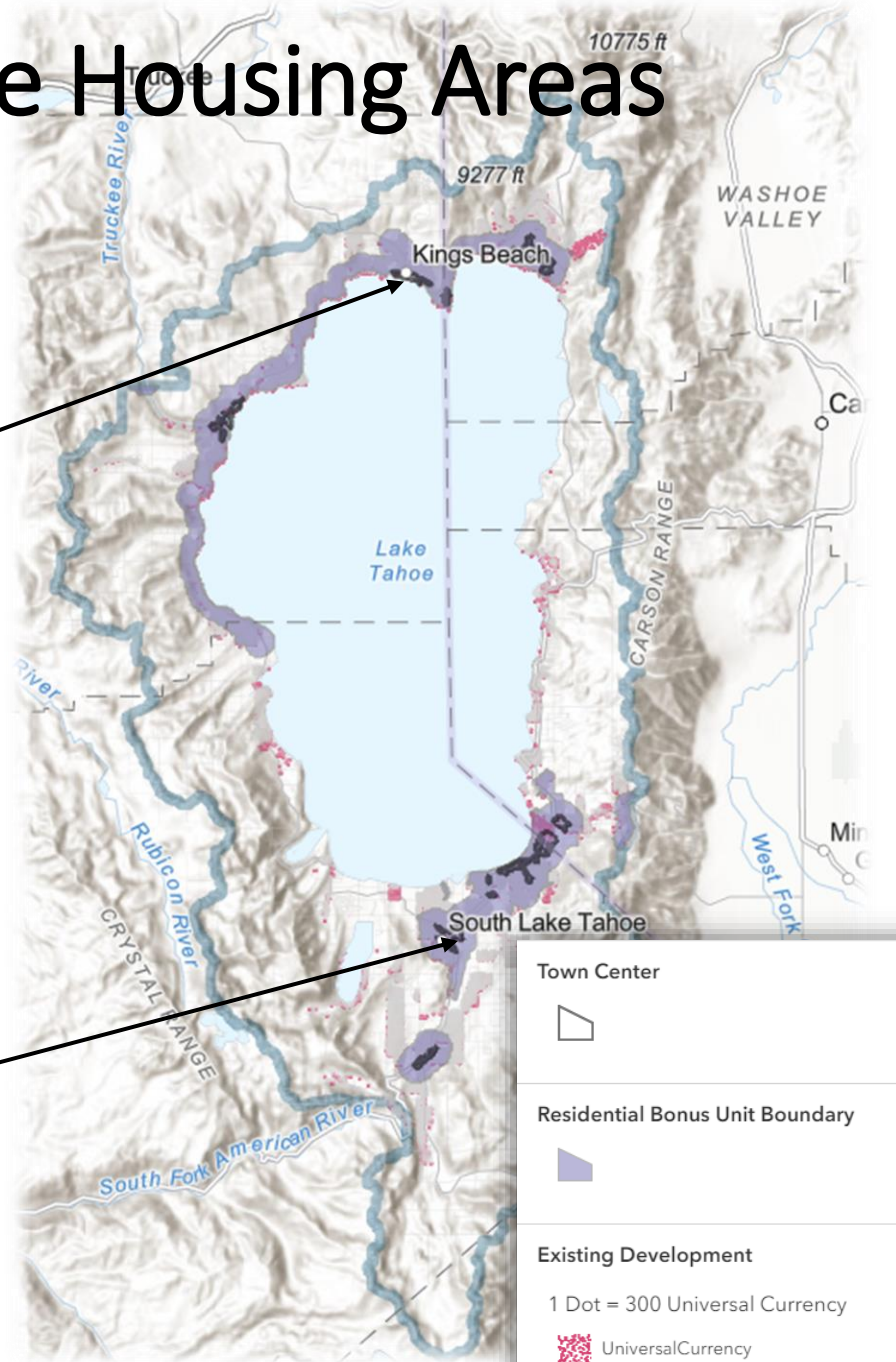 e Housing Areas
Truckee
10775 ft
Truckee River
9277 ft
WASHOE
VALLEY
Kings Beach
Ca
Lake
Tahoe
CARSON RANGE
River
Rubicon River
Min
West Fork
CRYSTAL RANGE
South Lake Tahoe
South Fork American River
Town Center
Residential Bonus Unit Boundary
Existing Development
1 Dot = 300 Universal Currency
UniversalCurrency